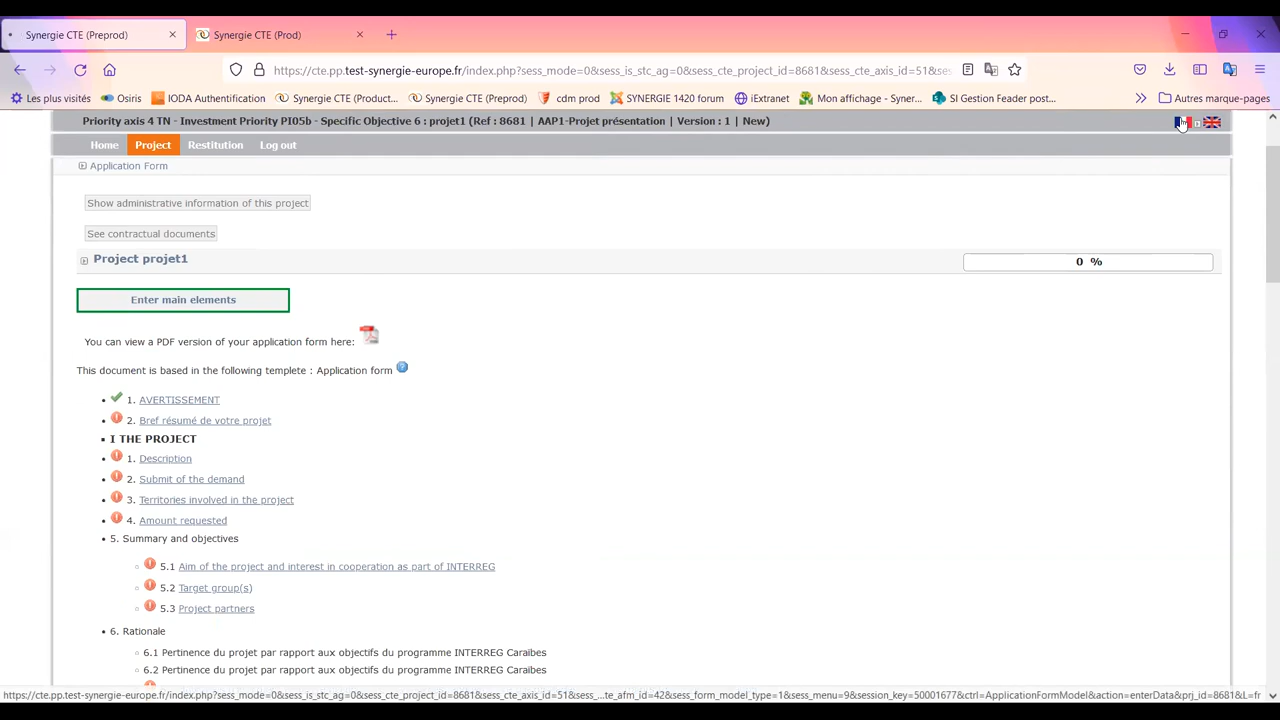 Synergie CTE (Preprod)
Synergie CTE (Prod)
https://cte.pp.test-synergie-europe.fr/index.php?sess_mode=0&sess_is_stc_ag=0&sess_cte_project_id=8681&sess_cte_axis_id=51&ses
Les plus visités
Osiris
IODA Authentification
Synergie CTE (Product...
Synergie CTE (Preprod)
cdm prod
SYNERGIE 1420 forum
iExtranet
Mon affichage - Syner...
SI Gestion Feader post...
Autres marque-pages
Priority axis 4 TN - Investment Priority PI05b - Specific Objective 6 : projet1 (Ref : 8681 | AAP1-Projet présentation | Version : 1 | New)
Home
Project
Restitution
Log out
Application Form
Show administrative information of this project
See contractual documents
Project projet1
0 %
Enter main elements
You can view a PDF version of your application form here:
This document is based in the following templete : Application form
1. AVERTISSEMENT
2. Bref résumé de votre projet
I THE PROJECT
1. Description
2. Submit of the demand
3. Territories involved in the project
4. Amount requested
5. Summary and objectives
5.1 Aim of the project and interest in cooperation as part of INTERREG
5.2 Target group(s)
5.3 Project partners
6. Rationale
6.1 Pertinence du projet par rapport aux objectifs du programme INTERREG Caraïbes
6.2 Pertinence du projet par rapport aux objectifs du programme INTERREG Caraïbes
https://cte.pp.test-synergie-europe.fr/index.php?sess_mode=0&sess_is_stc_ag=0&sess_cte_project_id=8681&sess_cte_axis_id=51&sess_...te_afm_id=42&sess_form_model_type=1&sess_menu=9&session_key=50001677&ctrl=ApplicationFormModel&action=enterData&prj_id=8681&L=fr